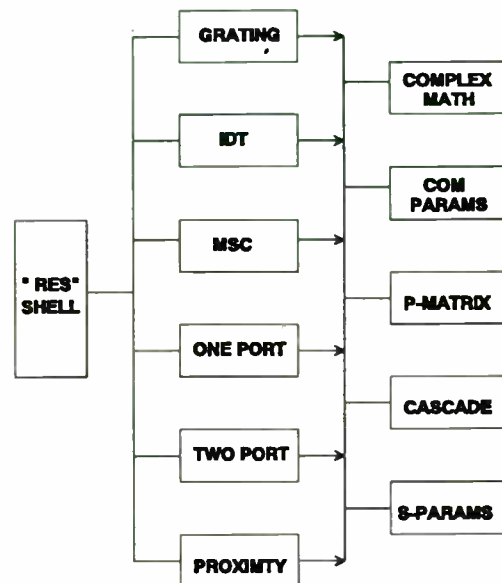 " RES"
SHELL
GRATING
IDT
MSC
ONE PORT
TWO PORT
PROXIMTY
COMPLEX
MATH
COM
PARAMS
P-MATRIX
CASCADE
S-PARAMS